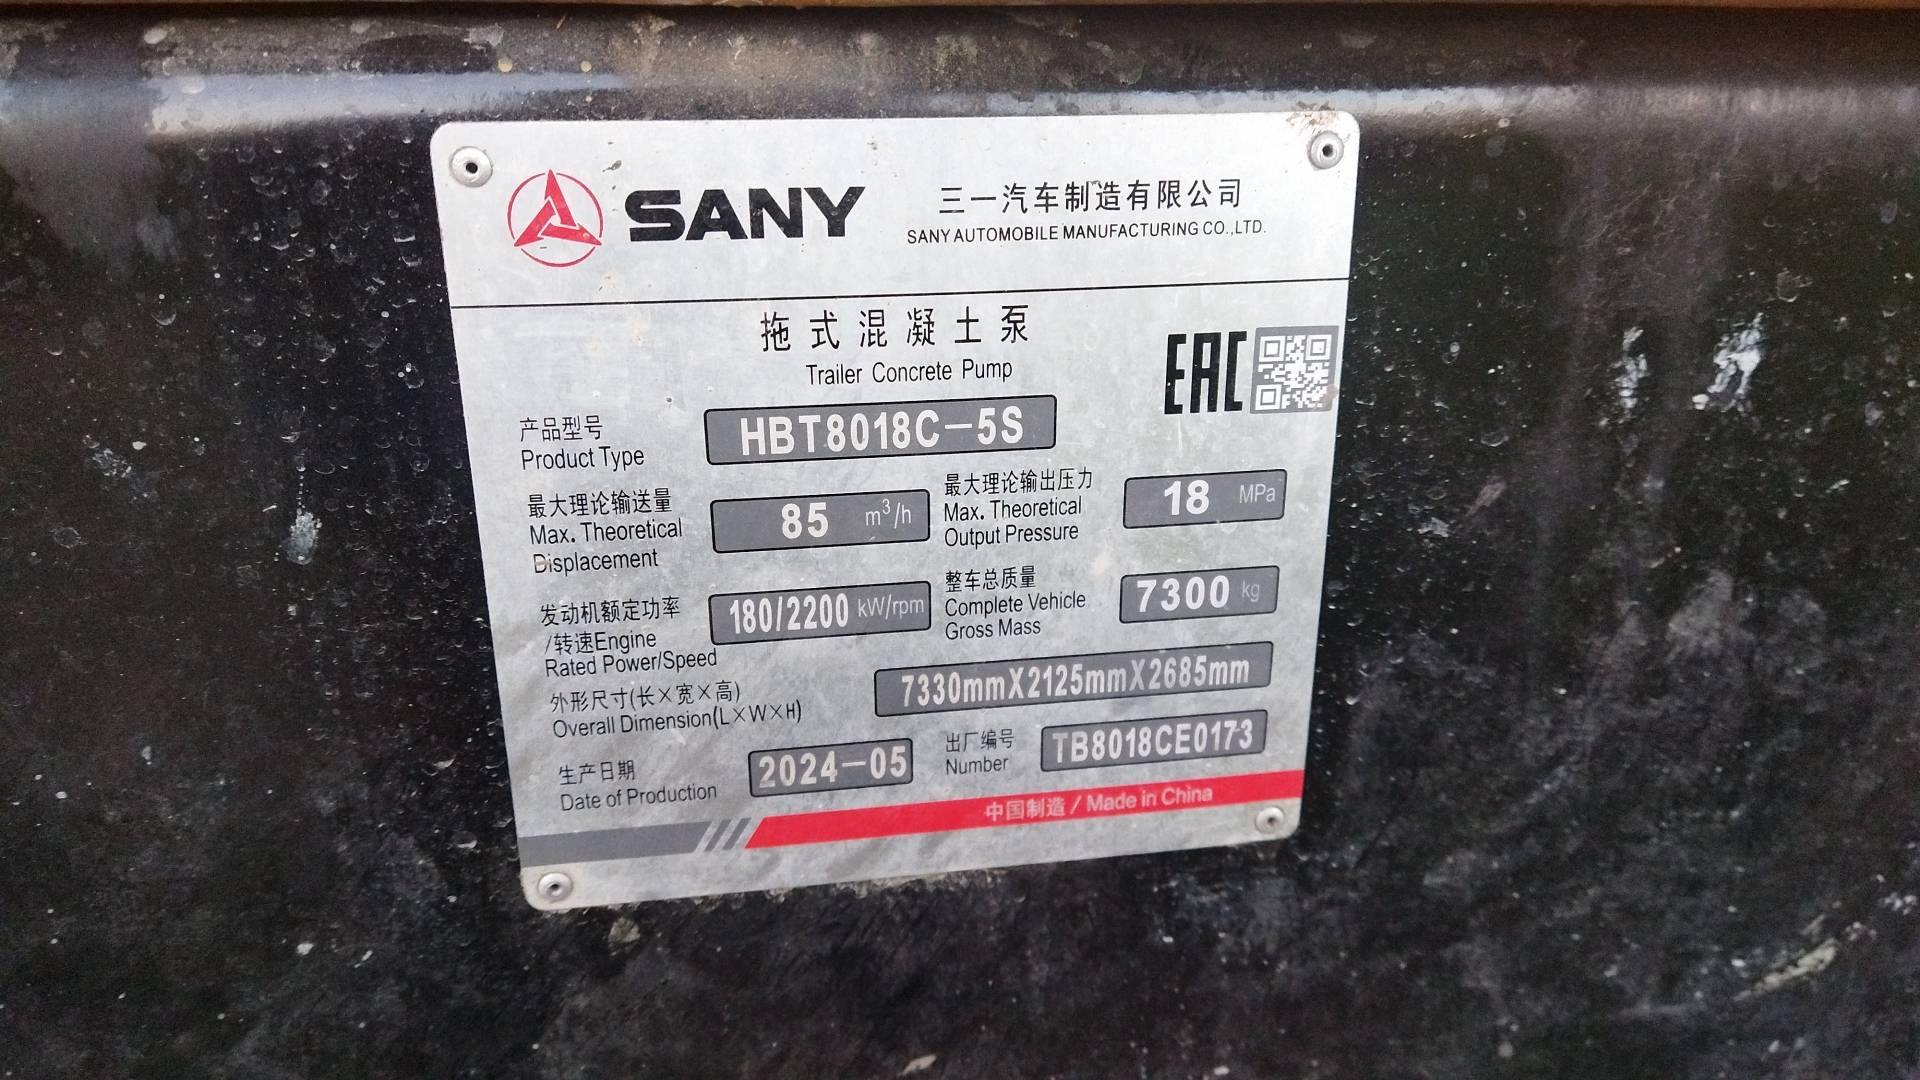 SANY
三一汽车制造有限公司
SANY AUTOMOBILE MANUFACTURING CO.,LTD.
拖式混凝土泵
Trailer Concrete Pump
EAC
产品型号
Product Type
HBT8018C-5S
最大理论输送量
Max. Theoretical
Displacement
85 m³/h
最大理论输出压力
Max. Theoretical
Output Pressure
18 MPa
发动机额定功率
/转速Engine
Rated Power/Speed
180/2200 kW/rpm
整车总质量
Complete Vehicle
Gross Mass
7300 kg
外形尺寸(长×宽×高)
Overall Dimension(L×W×H)
7330mmX2125mmX2685mm
生产日期
Date of Production
2024-05
出厂编号
Number
TB8018CE0173
中国制造/Made in China